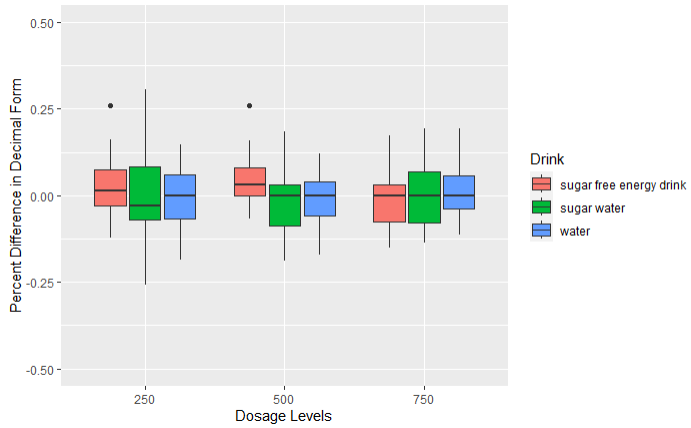 Percent Difference in Decimal Form
0.50
0.25
0.00
-0.25
-0.50
250 500 750
Dosage Levels
Drink
sugar free energy drink
sugar water
water